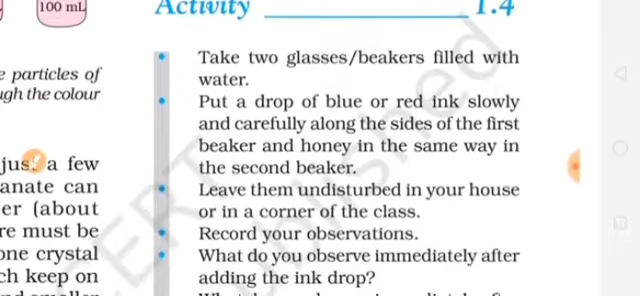 100 mL
Activity 1.4
e particles of
ugh the colour
a few
anate can
er (about
re must be
one crystal
ch keep on
Take two glasses/beakers filled with
water.
Put a drop of blue or red ink slowly
and carefully along the sides of the first
beaker and honey in the same way in
the second beaker.
Leave them undisturbed in your house
or in a corner of the class.
Record your observations.
What do you observe immediately after
adding the ink drop?